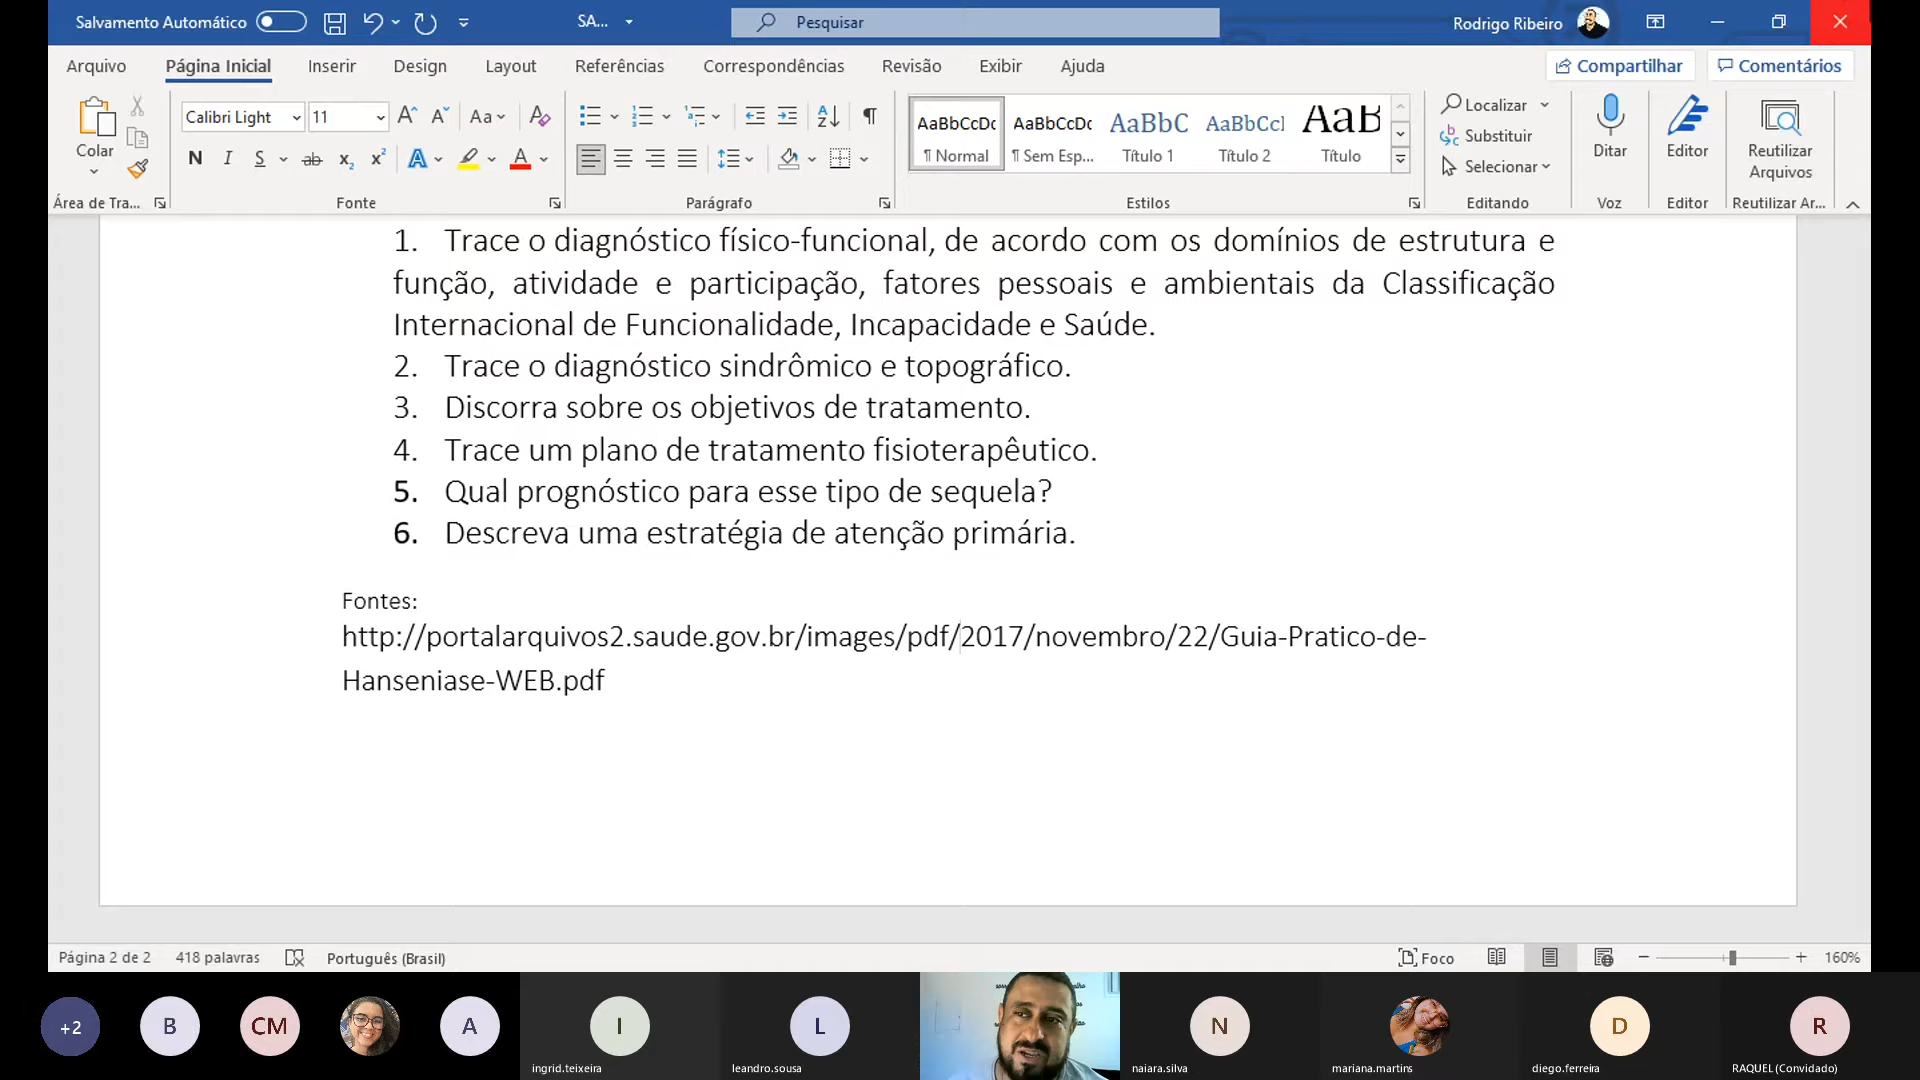 Salvamento Automático
SA...
Pesquisar
Rodrigo Ribeiro
Arquivo Página Inicial Inserir Design Layout Referências Correspondências Revisão Exibir Ajuda Compartilhar Comentários
Colar
Calibri Light 11
Aa
N I S ab x₂ x² A A
AaBbCcDc AaBbCcDc AaBbC AaBbCcI AaB
¶ Normal ¶ Sem Esp... Título 1 Título 2 Título
Localizar
Substituir
Selecionar
Ditar Editor Reutilizar
Arquivos
Área de Tra... Fonte Parágrafo Estilos Editando Voz Editor Reutilizar Ar...
1. Trace o diagnóstico físico-funcional, de acordo com os domínios de estrutura e
função, atividade e participação, fatores pessoais e ambientais da Classificação
Internacional de Funcionalidade, Incapacidade e Saúde.
2. Trace o diagnóstico sindrômico e topográfico.
3. Discorra sobre os objetivos de tratamento.
4. Trace um plano de tratamento fisioterapêutico.
5. Qual prognóstico para esse tipo de sequela?
6. Descreva uma estratégia de atenção primária.
Fontes:
http://portalarquivos2.saude.gov.br/images/pdf/2017/novembro/22/Guia-Pratico-de-
Hanseniase-WEB.pdf
Página 2 de 2 418 palavras Português (Brasil) Foco 160%
+2 B CM A I L N D R
ingrid.teixeira leandro.sousa naiara.silva mariana.martins diego.ferreira RAQUEL (Convidado)